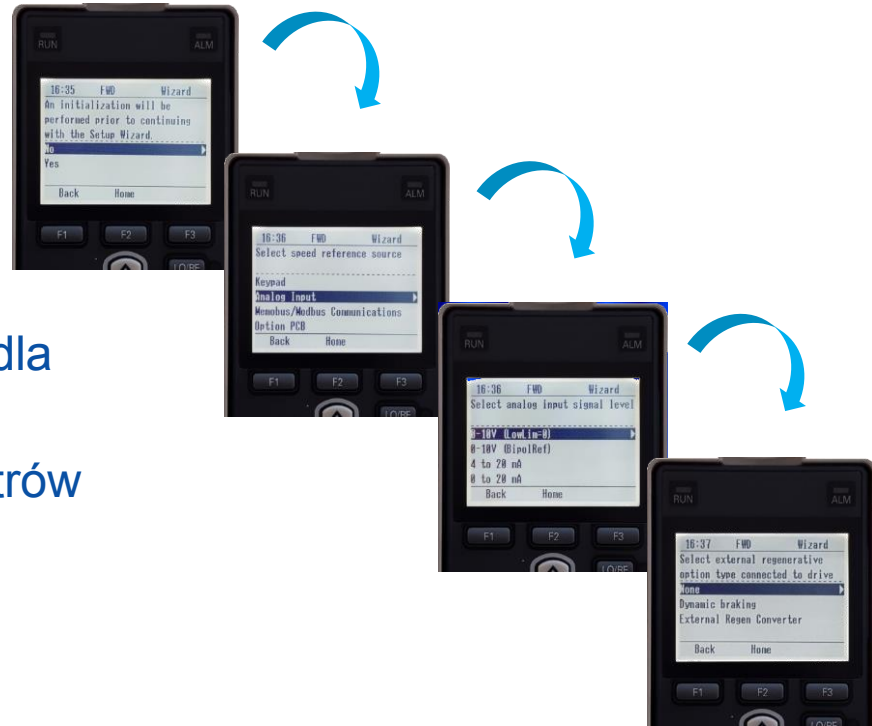 RUN ALM
16:35 FWD Wizard
An initialization will be
performed prior to continuing
with the Setup Wizard.
No
Yes
Back Home
F1 F2 F3
LO/RE
RUN ALM
16:36 FWD Wizard
Select speed reference source
Keypad
Analog Input
Memobus/Modbus Communications
Option PCB
Back Home
F1 F2 F3
LO/RE
dla
trów
RUN ALM
16:36 FWD Wizard
Select analog input signal level
0-10V (LowLim=0)
0-10V (BipolRef)
4 to 20 mA
0 to 20 mA
Back Home
F1 F2 F3
LO/RE
RUN ALM
16:37 FWD Wizard
Select external regenerative
option type connected to drive
None
Dynamic braking
External Regen Converter
Back Home
F1 F2 F3
LO/RE